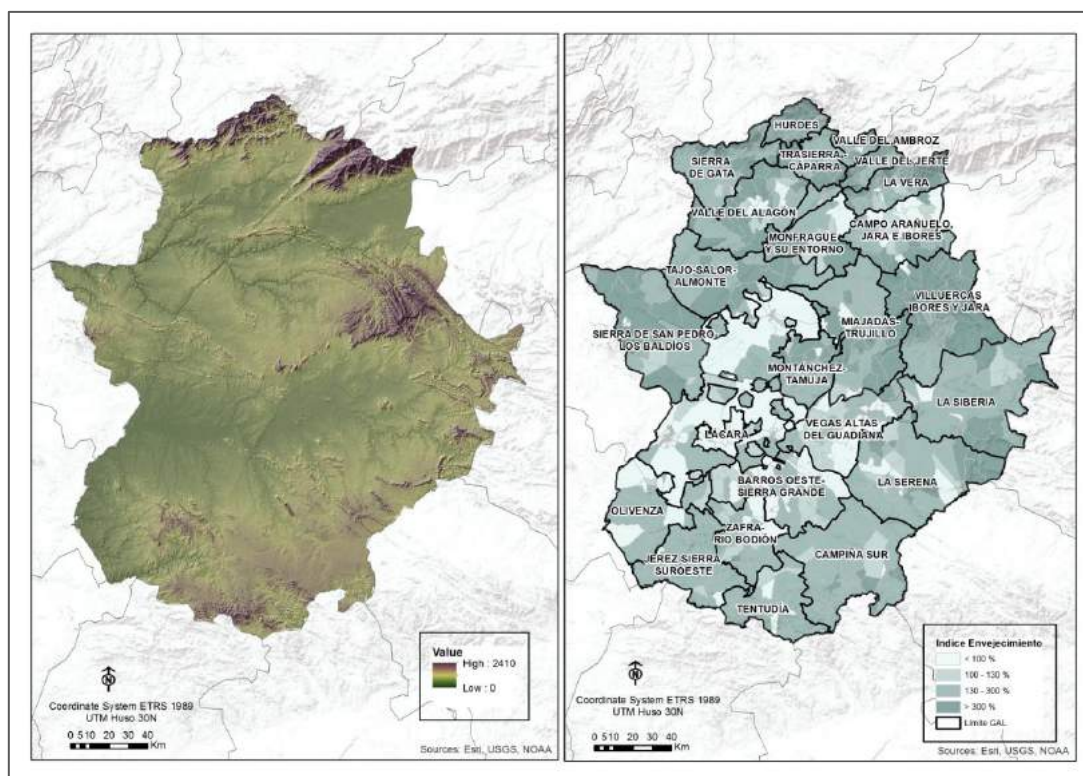 Value
High : 2410
Low : 0
N
Coordinate System ETRS 1989
UTM Huso 30N
0 5 10 20 30 40
Km
Sources: Esri, USGS, NOAA
HURDES
VALLE DEL AMBROZ
SIERRA
DE GATA
TRASIERRA-
CAPARRA
VALLE DEL JERTE
LA VERA
VALLE DEL ALAGÓN
CAMPO ARAÑUELO,
JARA E IBORES
MONFRAGÜE
Y SU ENTORNO
TAJO-SALOR-
ALMONTE
VILLUERCAS
IBORES Y JARA
SIERRA DE SAN PEDRO
LOS BALDÍOS
MIAJADAS-
TRUJILLO
MONTÁNCHEZ-
TAMUJA
LA SIBERIA
LÁCARA
VEGAS ALTAS
DEL GUADIANA
LA SERENA
BARROS OESTE-
SIERRA GRANDE
OLIVENZA
ZAFRA-
RIO BODIÓN
JEREZ SIERRA
SUROESTE
CAMPIÑA SUR
TENTUDÍA
Indice Envejecimiento
< 100 %
100 - 130 %
130 - 300 %
> 300 %
Limite GAL
N
Coordinate System ETRS 1989
UTM Huso 30N
0 5 10 20 30 40
Km
Sources: Esri, USGS, NOAA